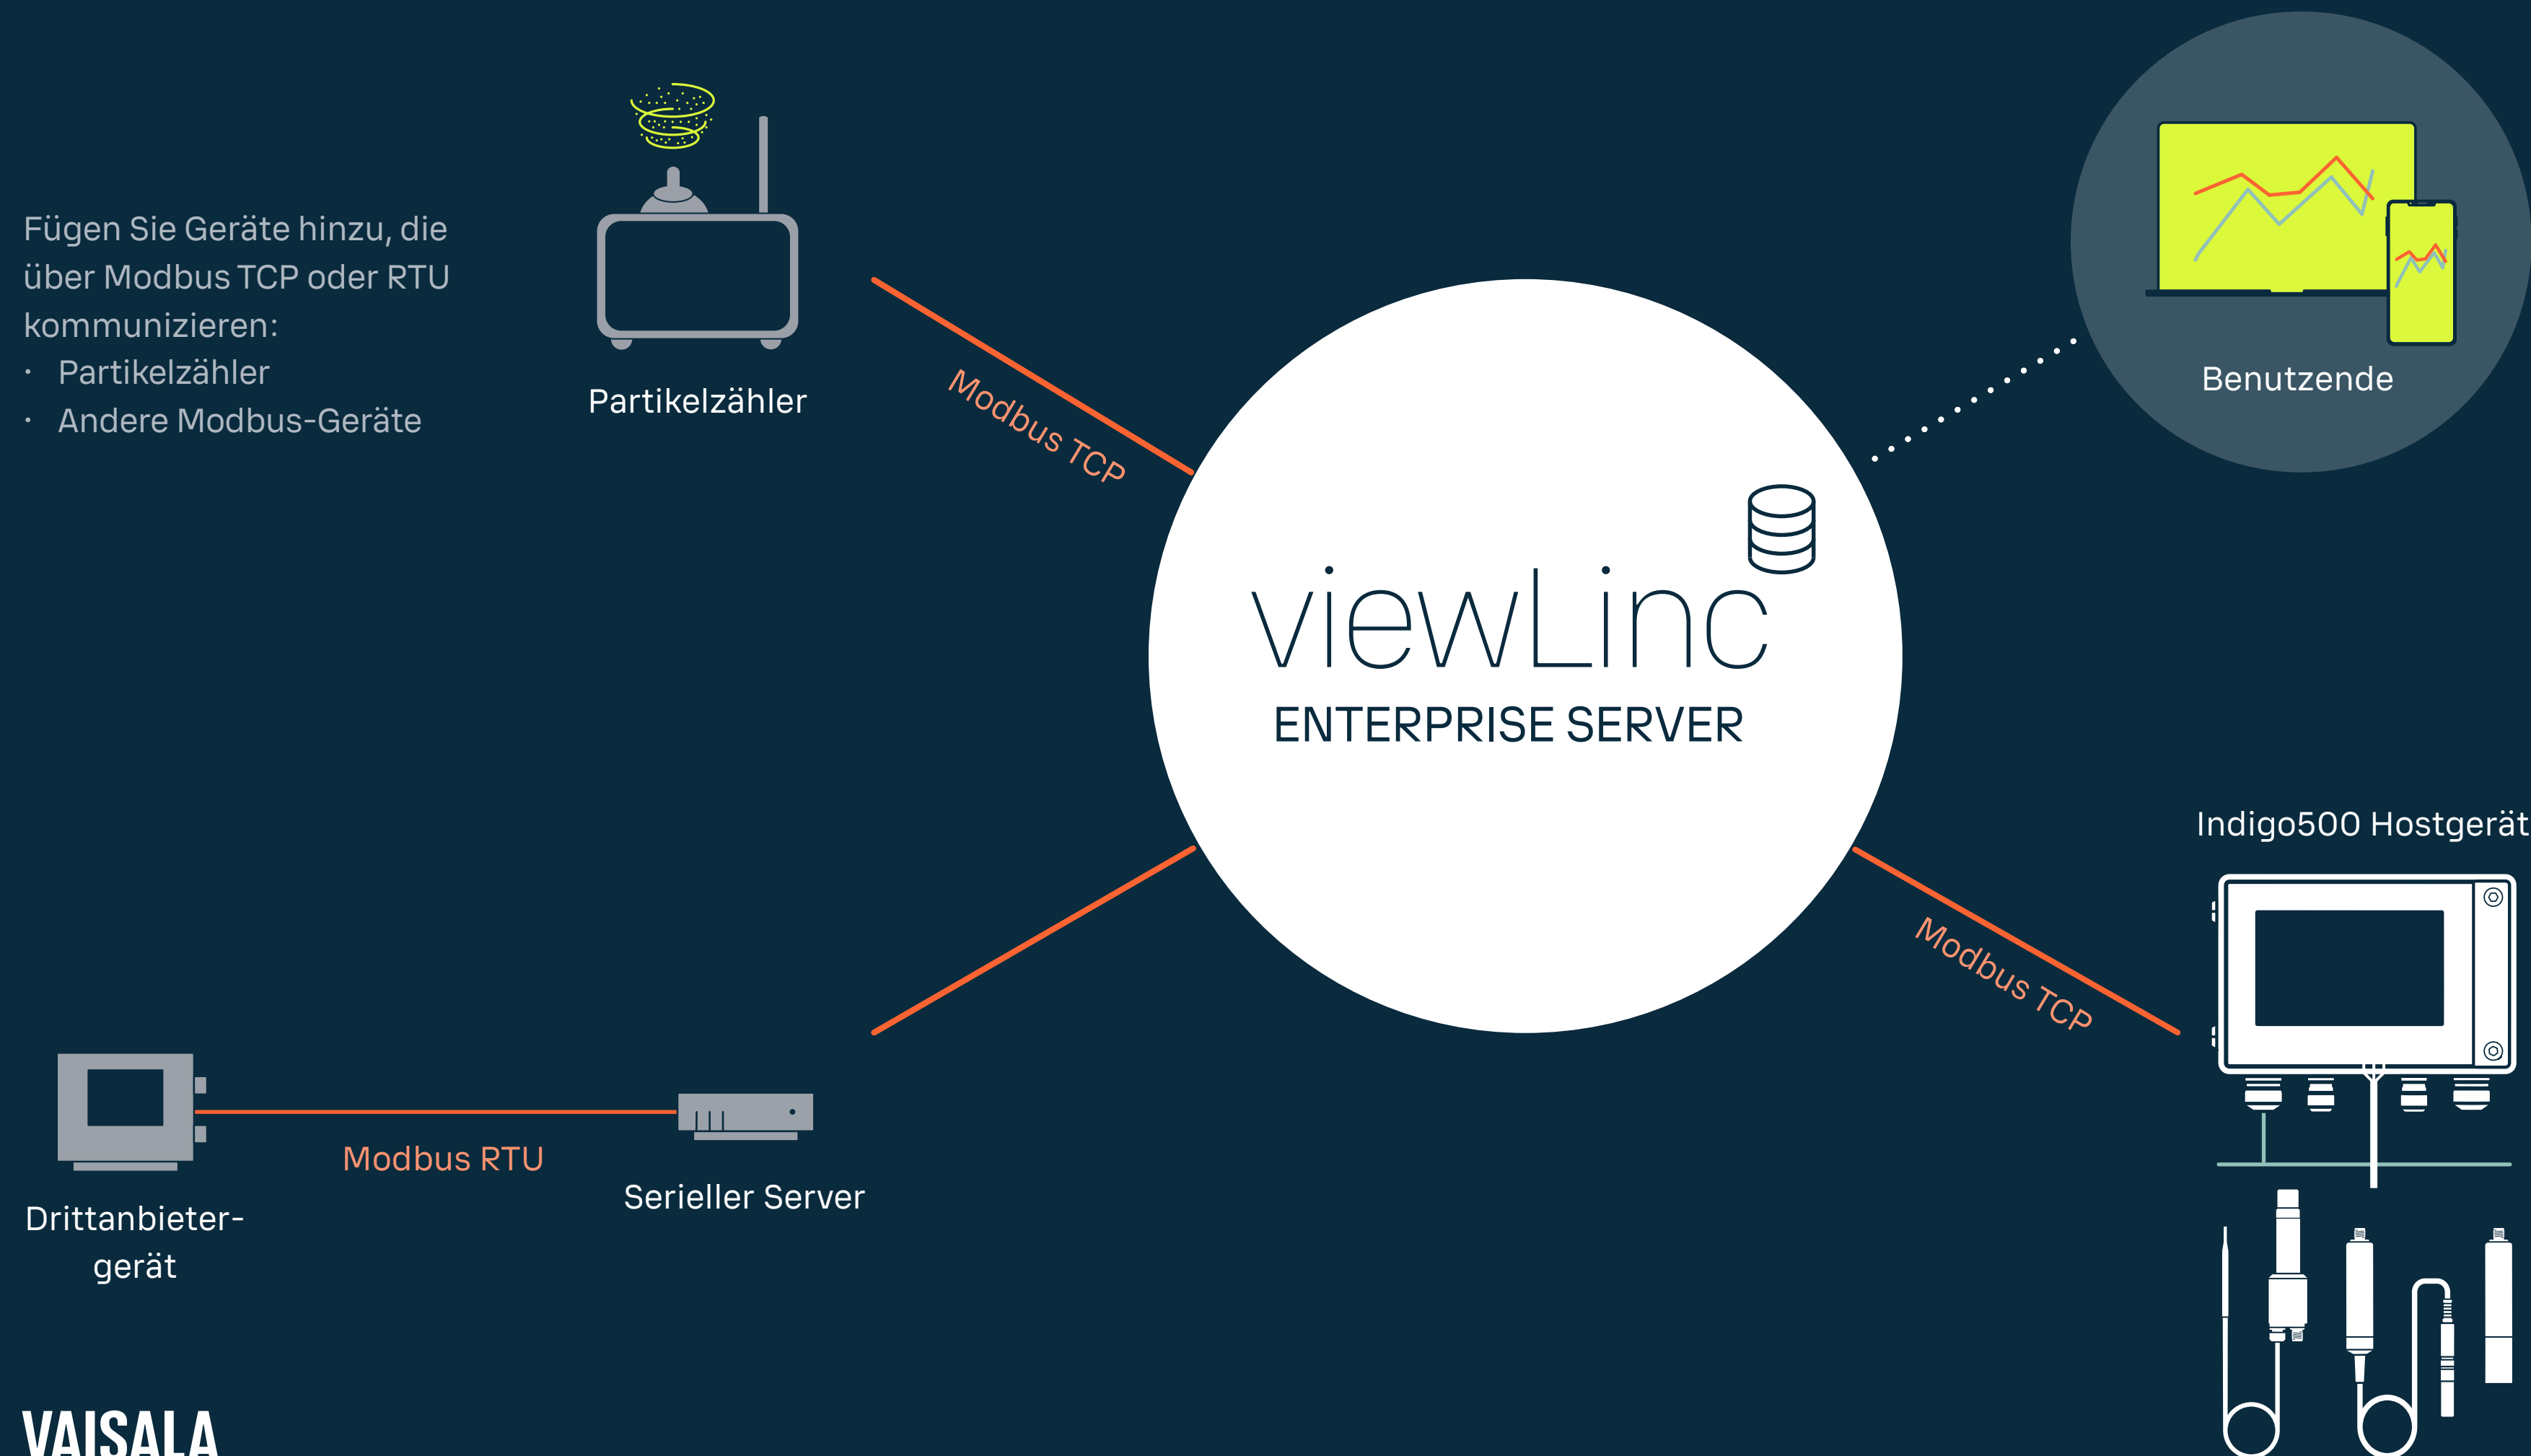 Fügen Sie Geräte hinzu, die
über Modbus TCP oder RTU
kommunizieren:
· Partikelzähler
· Andere Modbus-Geräte
Partikelzähler
Modbus TCP
Benutzende
viewLinc
ENTERPRISE SERVER
Indigo500 Hostgerät
Modbus TCP
Modbus RTU
Serieller Server
Drittanbieter-
gerät
VAISALA